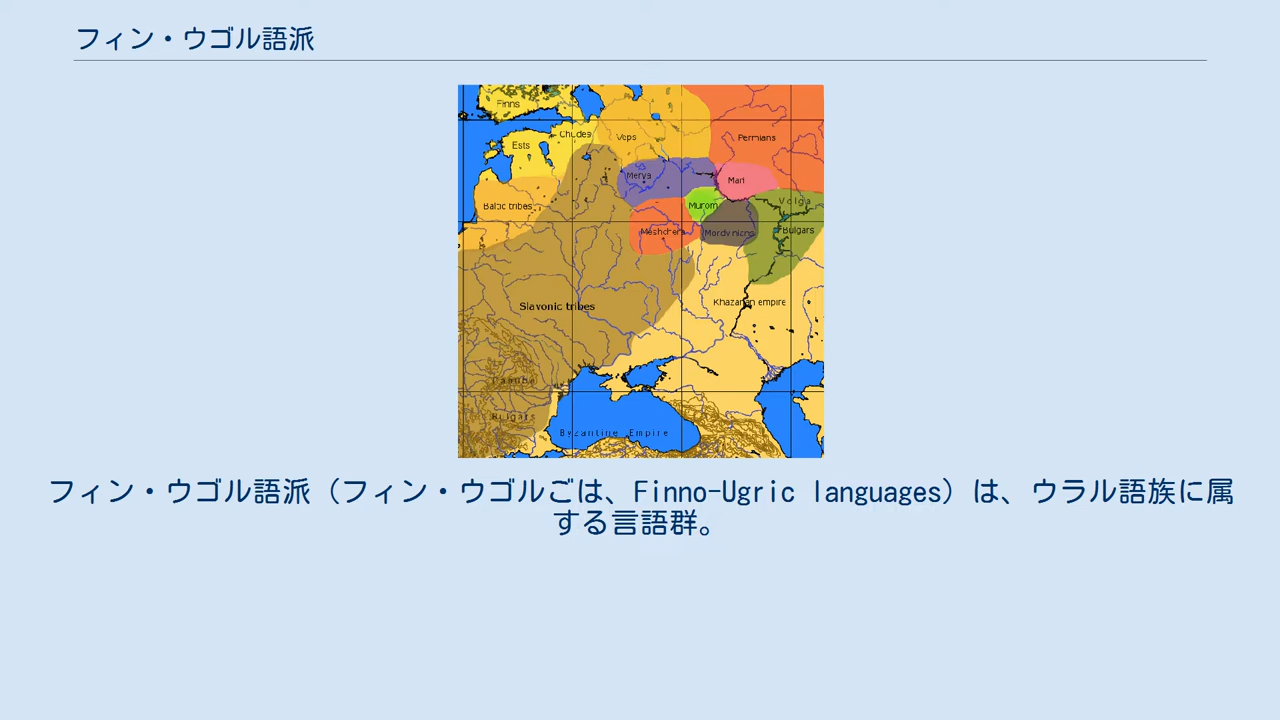 フィン・ウゴル語派
Finns
Chudes
Veps
Ests
Permians
Merya
Mari
Baltic tribes
Murom
Volga
Meshchera
Mordvinians
Bulgars
Slavonic tribes
Khazarian empire
Danube
Bulgars
Byzantine Empire
フィン・ウゴル語派（フィン・ウゴルごは、Finno-Ugric languages）は、ウラル語族に属
する言語群。